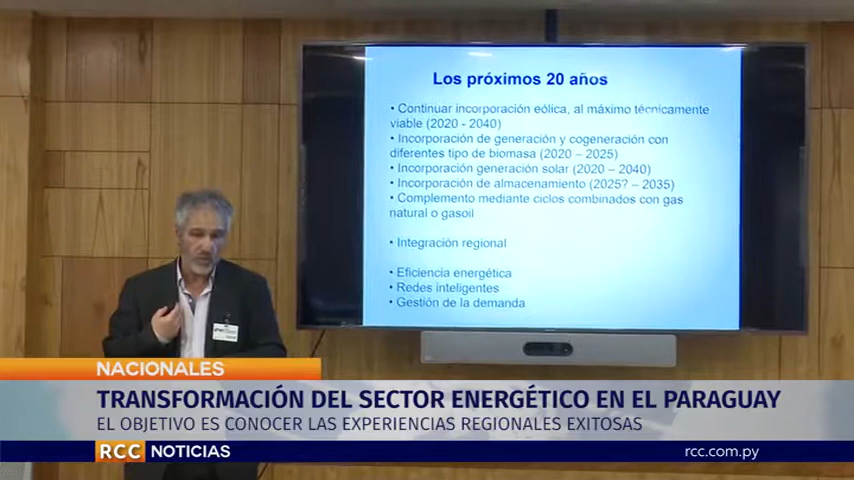 Los próximos 20 años
• Continuar incorporación eólica, al máximo técnicamente
viable (2020 - 2040)
• Incorporación de generación y cogeneración con
diferentes tipo de biomasa (2020 – 2025)
• Incorporación generación solar (2020 – 2040)
• Incorporación de almacenamiento (2025? – 2035)
• Complemento mediante ciclos combinados con gas
natural o gasoil
• Integración regional
• Eficiencia energética
• Redes inteligentes
• Gestión de la demanda
NACIONALES
TRANSFORMACIÓN DEL SECTOR ENERGÉTICO EN EL PARAGUAY
EL OBJETIVO ES CONOCER LAS EXPERIENCIAS REGIONALES EXITOSAS
RCC NOTICIAS
rcc.com.py